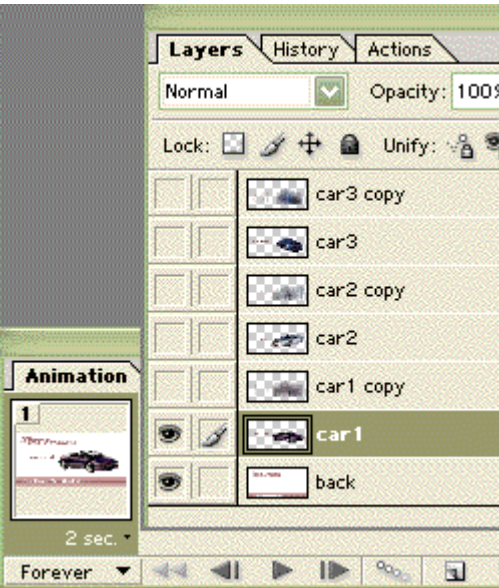 Layers History Actions
Normal Opacity: 100%
Lock: Unify:
car3 copy
car3
car2 copy
car2
car1 copy
car1
back
Animation
1
2 sec.
Forever